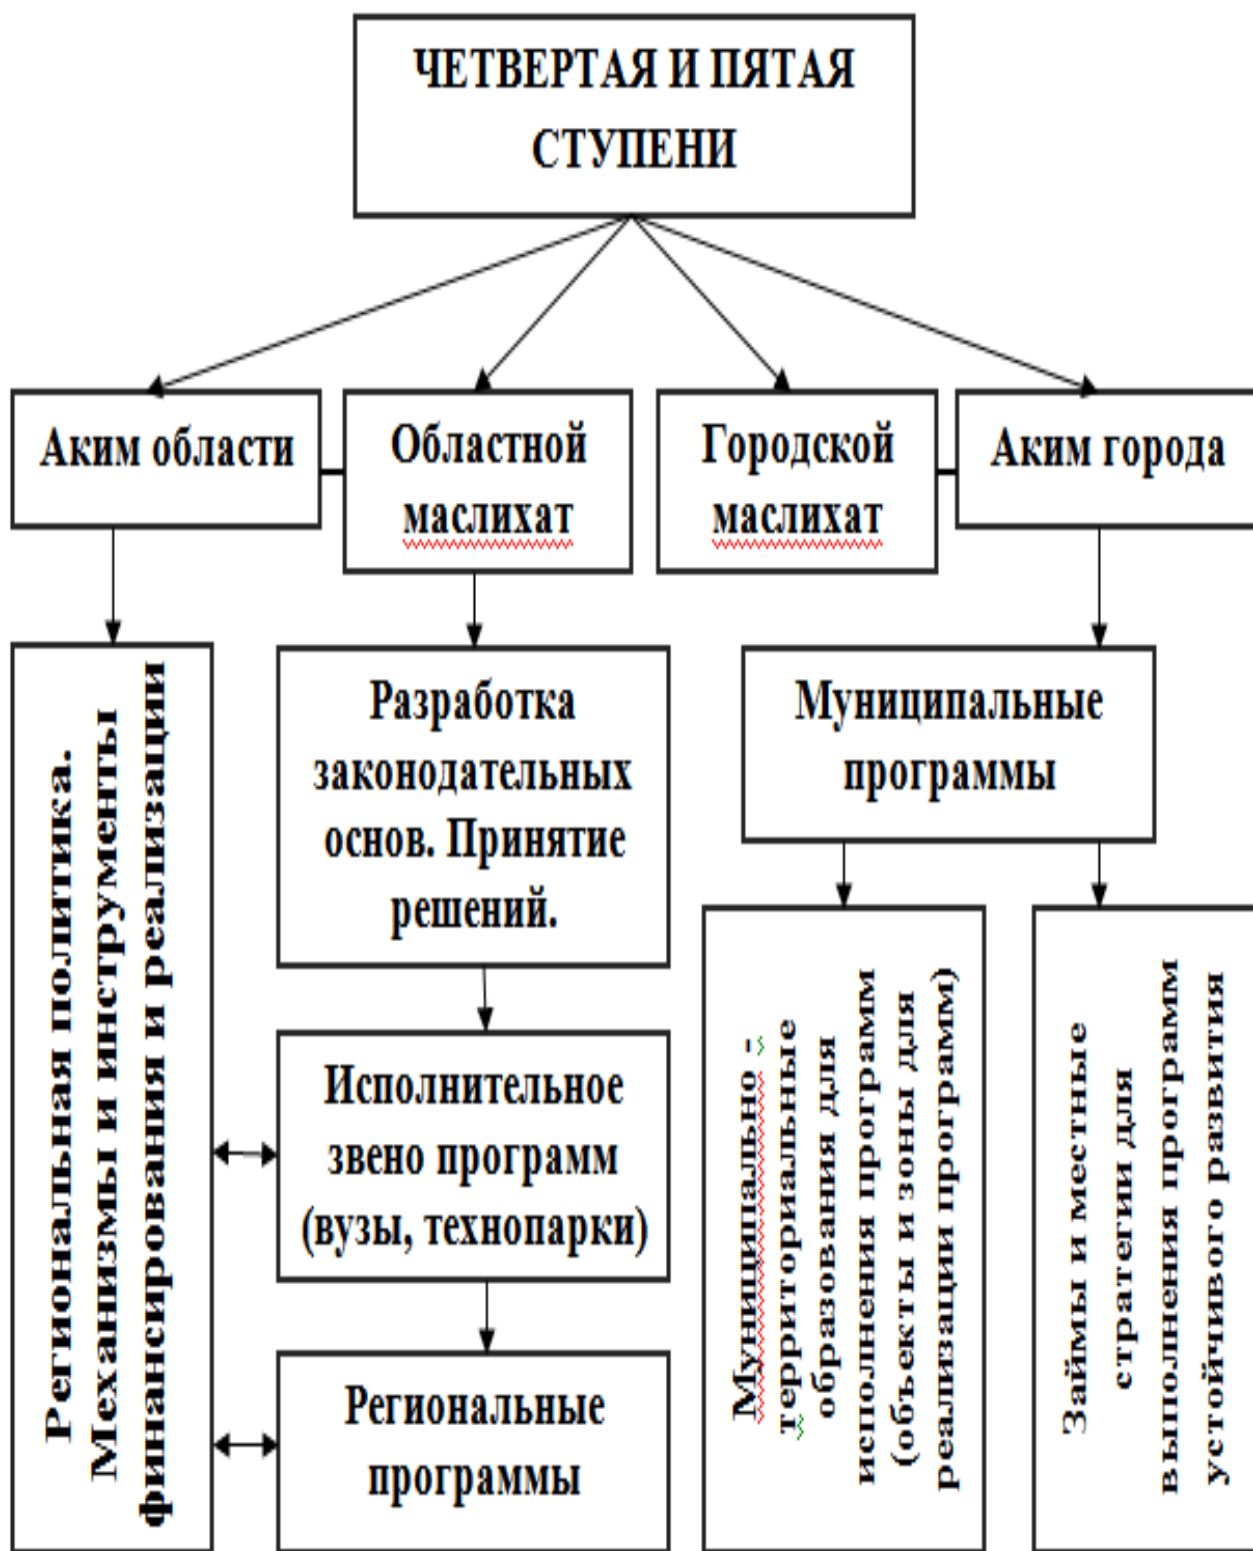 ЧЕТВЕРТАЯ И ПЯТАЯ
СТУПЕНИ
Аким области
Областной
маслихат
Городской
маслихат
Аким города
Региональная политика.
Механизмы и инструменты
финансирования и реализации
Разработка
законодательных
основ. Принятие
решений.
Муниципальные
программы
Исполнительное
звено программ
(вузы, технопарки)
Региональные
программы
Муниципально -
территориальные
образования для
исполнения программ
(объекты и зоны для
реализации программ)
Займы и местные
стратегии для
выполнения программ
устойчивого развития